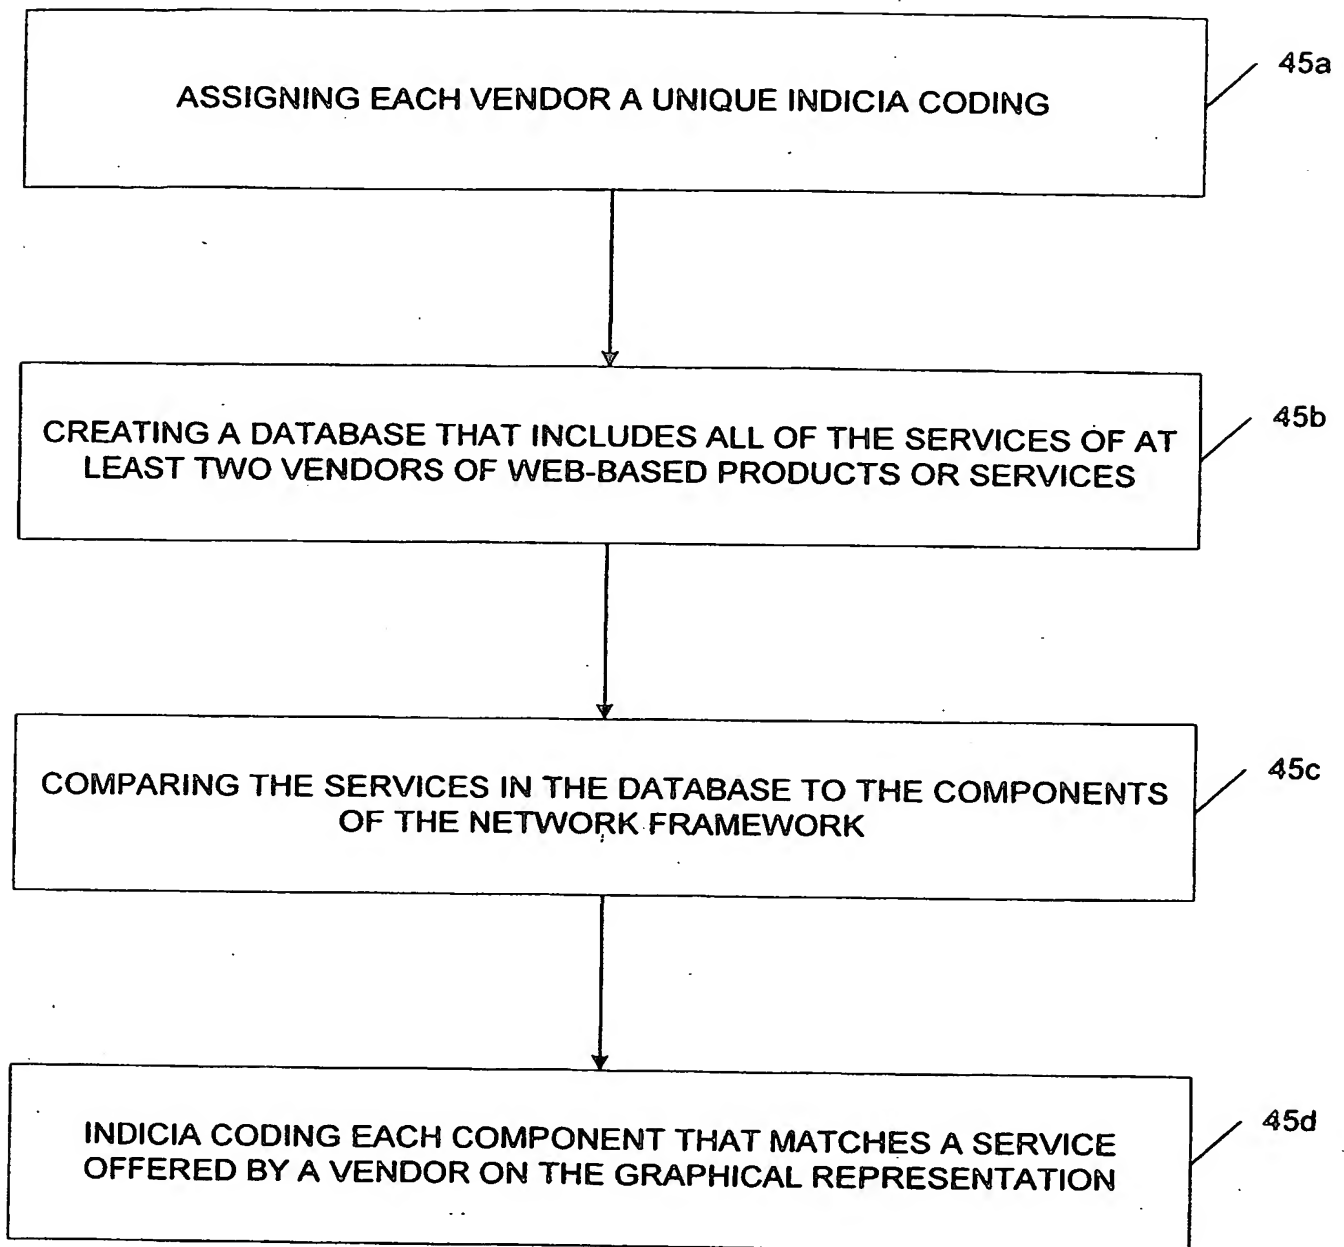 ASSIGNING EACH VENDOR A UNIQUE INDICIA CODING
45a
CREATING A DATABASE THAT INCLUDES ALL OF THE SERVICES OF AT
LEAST TWO VENDORS OF WEB-BASED PRODUCTS OR SERVICES
45b
COMPARING THE SERVICES IN THE DATABASE TO THE COMPONENTS
OF THE NETWORK FRAMEWORK
45c
INDICIA CODING EACH COMPONENT THAT MATCHES A SERVICE
OFFERED BY A VENDOR ON THE GRAPHICAL REPRESENTATION
45d